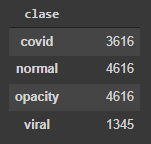 clase
covid 3616
normal 4616
opacity 4616
viral 1345